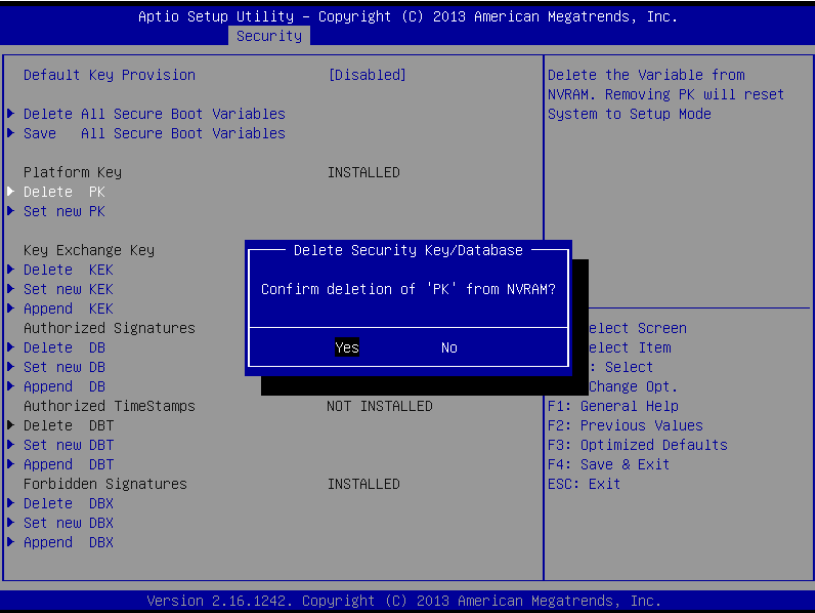 Aptio Setup Utility – Copyright (C) 2013 American Megatrends, Inc.
Security
Default Key Provision [Disabled]
Delete All Secure Boot Variables
Save All Secure Boot Variables
Platform Key INSTALLED
Delete PK
Set new PK
Key Exchange Key
Delete KEK
Set new KEK
Append KEK
Authorized Signatures
Delete DB
Set new DB
Append DB
Authorized TimeStamps NOT INSTALLED
Delete DBT
Set new DBT
Append DBT
Forbidden Signatures INSTALLED
Delete DBX
Set new DBX
Append DBX
Delete Security Key/Database
Confirm deletion of 'PK' from NVRAM?
Yes No
Delete the Variable from
NVRAM. Removing PK will reset
System to Setup Mode
elect Screen
elect Item
: Select
Change Opt.
F1: General Help
F2: Previous Values
F3: Optimized Defaults
F4: Save & Exit
ESC: Exit
Version 2.16.1242. Copyright (C) 2013 American Megatrends, Inc.